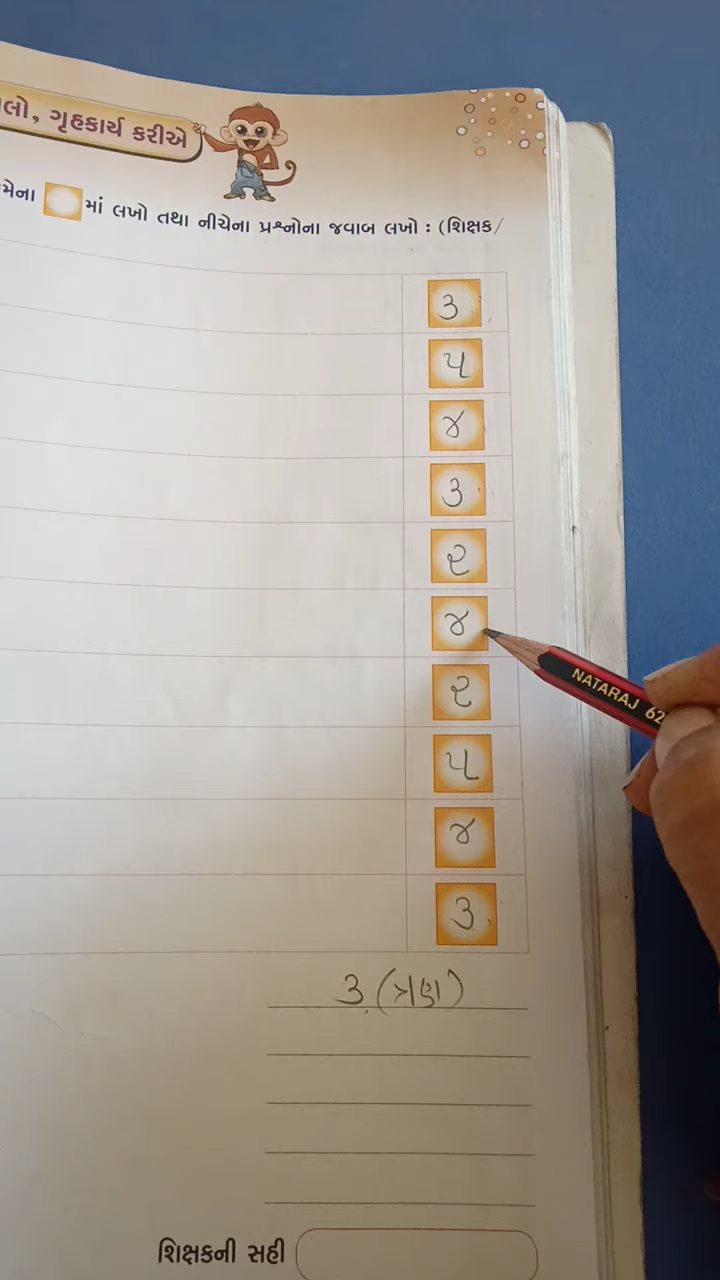 લો, ગૃહકાર્ય કરીએ
મેના માં લખો તથા નીચેના પ્રશ્નોના જવાબ લખો : (શિક્ષક/
૩
૫
૪
૩
૨
૪
૨
૫
૪
૩
૩ (ત્રણ)
શિક્ષકની સહી
NATARAJ 62